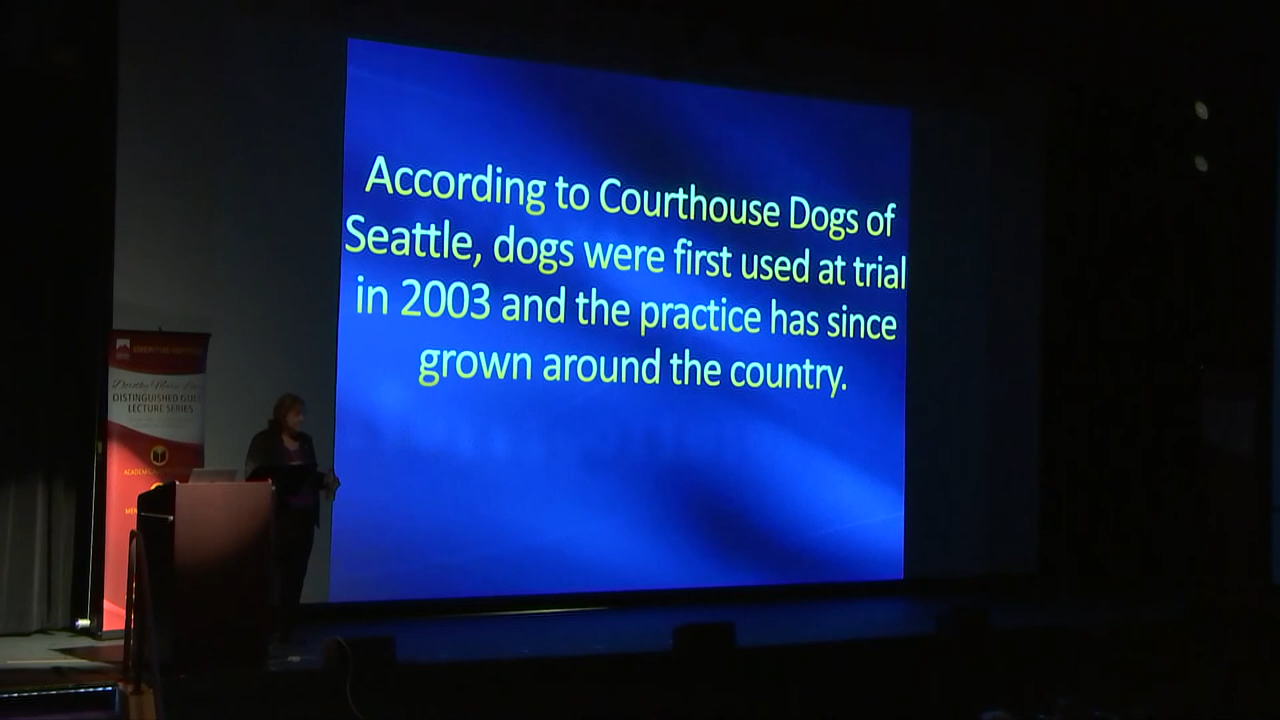 According to Courthouse Dogs of
Seattle, dogs were first used at trial
in 2003 and the practice has since
grown around the country.
DISTINGUISHED
LECTURE SERIES